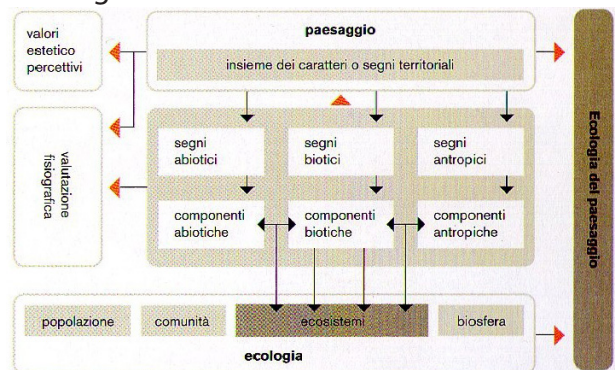 valori
estetico
percettivi
paesaggio
insieme dei caratteri o segni territoriali
valutazione
fisiografica
segni
abiotici
segni
biotici
segni
antropici
componenti
abiotiche
componenti
biotiche
componenti
antropiche
popolazione
comunità
ecosistemi
biosfera
ecologia
Ecologia del paesaggio